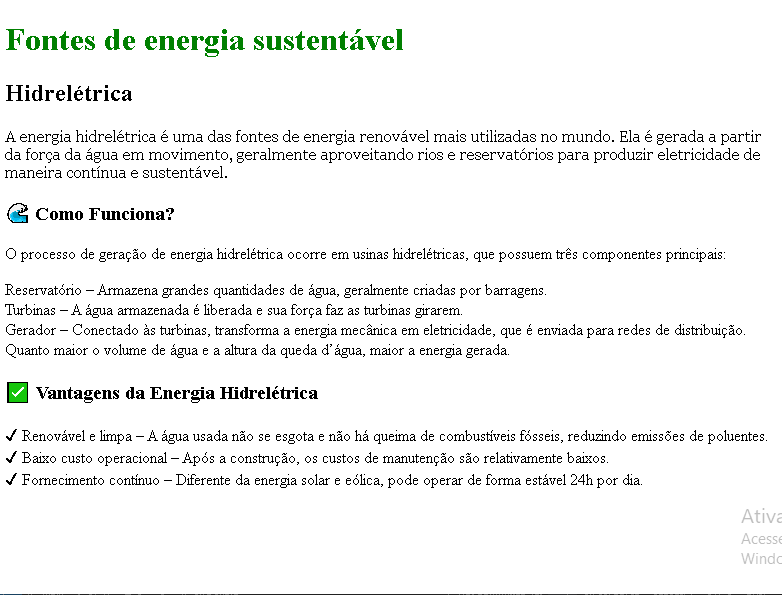 Fontes de energia sustentável
Hidrelétrica
A energia hidrelétrica é uma das fontes de energia renovável mais utilizadas no mundo. Ela é gerada a partir
da força da água em movimento, geralmente aproveitando rios e reservatórios para produzir eletricidade de
maneira contínua e sustentável.
🌊 Como Funciona?
O processo de geração de energia hidrelétrica ocorre em usinas hidrelétricas, que possuem três componentes principais:
Reservatório – Armazena grandes quantidades de água, geralmente criadas por barragens.
Turbinas – A água armazenada é liberada e sua força faz as turbinas girarem.
Gerador – Conectado às turbinas, transforma a energia mecânica em eletricidade, que é enviada para redes de distribuição.
Quanto maior o volume de água e a altura da queda d’água, maior a energia gerada.
✅ Vantagens da Energia Hidrelétrica
✔ Renovável e limpa – A água usada não se esgota e não há queima de combustíveis fósseis, reduzindo emissões de poluentes.
✔ Baixo custo operacional – Após a construção, os custos de manutenção são relativamente baixos.
✔ Fornecimento contínuo – Diferente da energia solar e eólica, pode operar de forma estável 24h por dia.
Ativa
Acesse
Windo